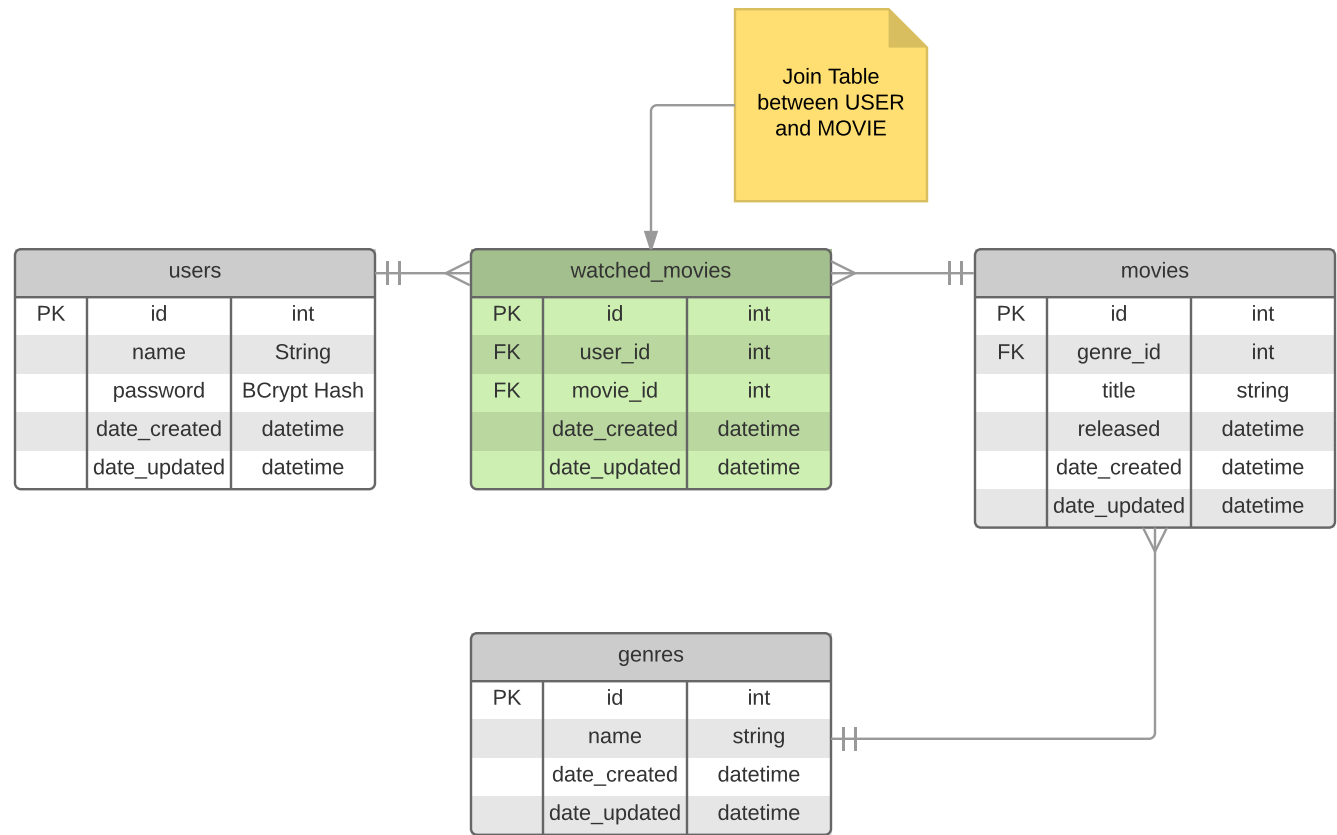 Join Table
between USER
and MOVIE
users
PK id int
name String
password BCrypt Hash
date_created datetime
date_updated datetime
watched_movies
PK id int
FK user_id int
FK movie_id int
date_created datetime
date_updated datetime
movies
PK id int
FK genre_id int
title string
released datetime
date_created datetime
date_updated datetime
genres
PK id int
name string
date_created datetime
date_updated datetime